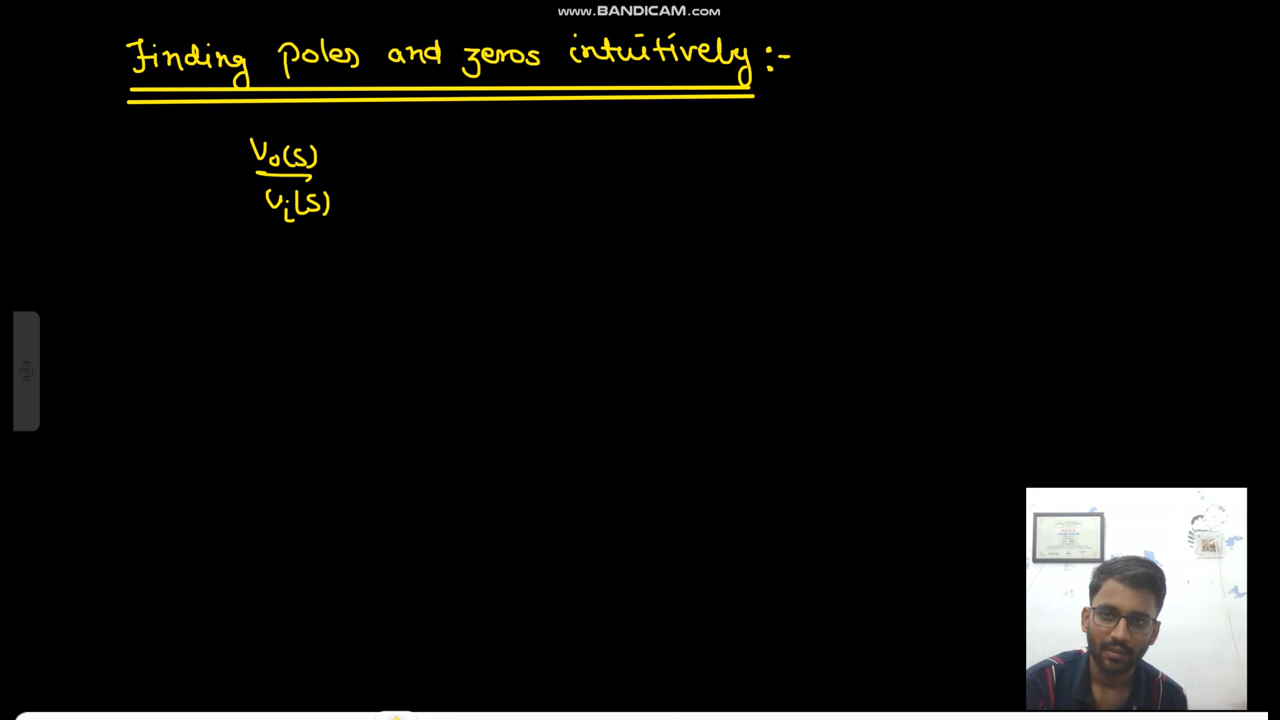 www.BANDICAM.com
Finding poles and zeros intuitively :-
Vo(s)
Vi(s)